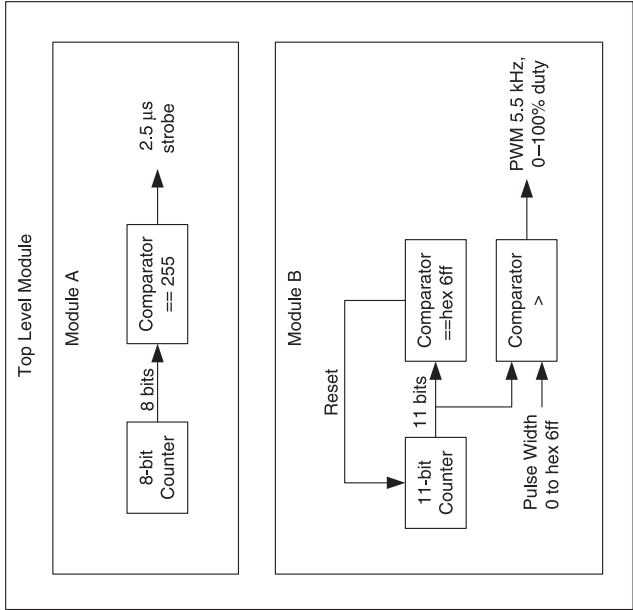 Top Level Module
Module A
8-bit
Counter
8 bits
Comparator
== 255
2.5 µs
strobe
Module B
Reset
11-bit
Counter
11 bits
Comparator
==hex 6ff
Pulse Width
0 to hex 6ff
Comparator
>
PWM 5.5 kHz,
0–100% duty